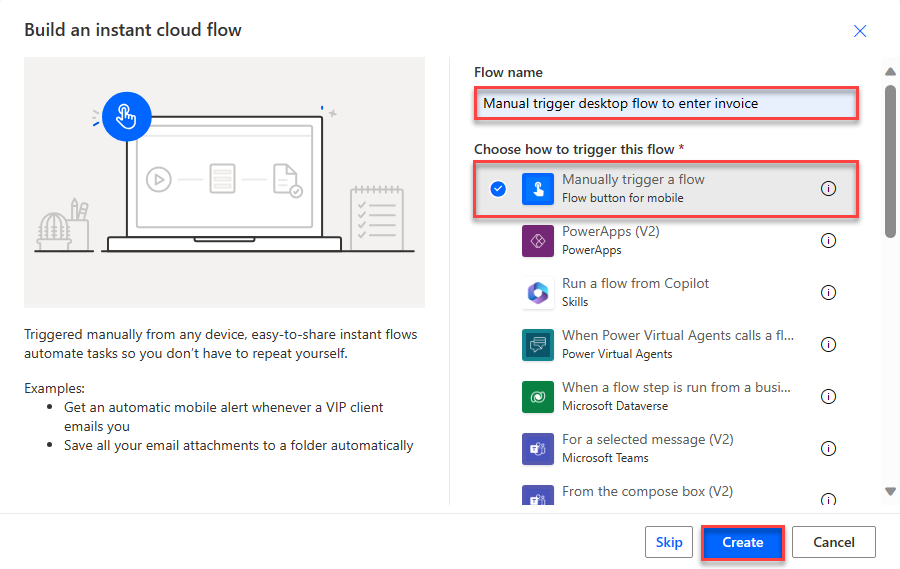 Build an instant cloud flow
Triggered manually from any device, easy-to-share instant flows
automate tasks so you don't have to repeat yourself.
Examples:
Get an automatic mobile alert whenever a VIP client
emails you
Save all your email attachments to a folder automatically
Flow name
Manual trigger desktop flow to enter invoice
Choose how to trigger this flow *
Manually trigger a flow
Flow button for mobile
PowerApps (V2)
PowerApps
Run a flow from Copilot
Skills
When Power Virtual Agents calls a fl...
Power Virtual Agents
When a flow step is run from a busi...
Microsoft Dataverse
For a selected message (V2)
Microsoft Teams
From the compose box (V2)
Skip
Create
Cancel